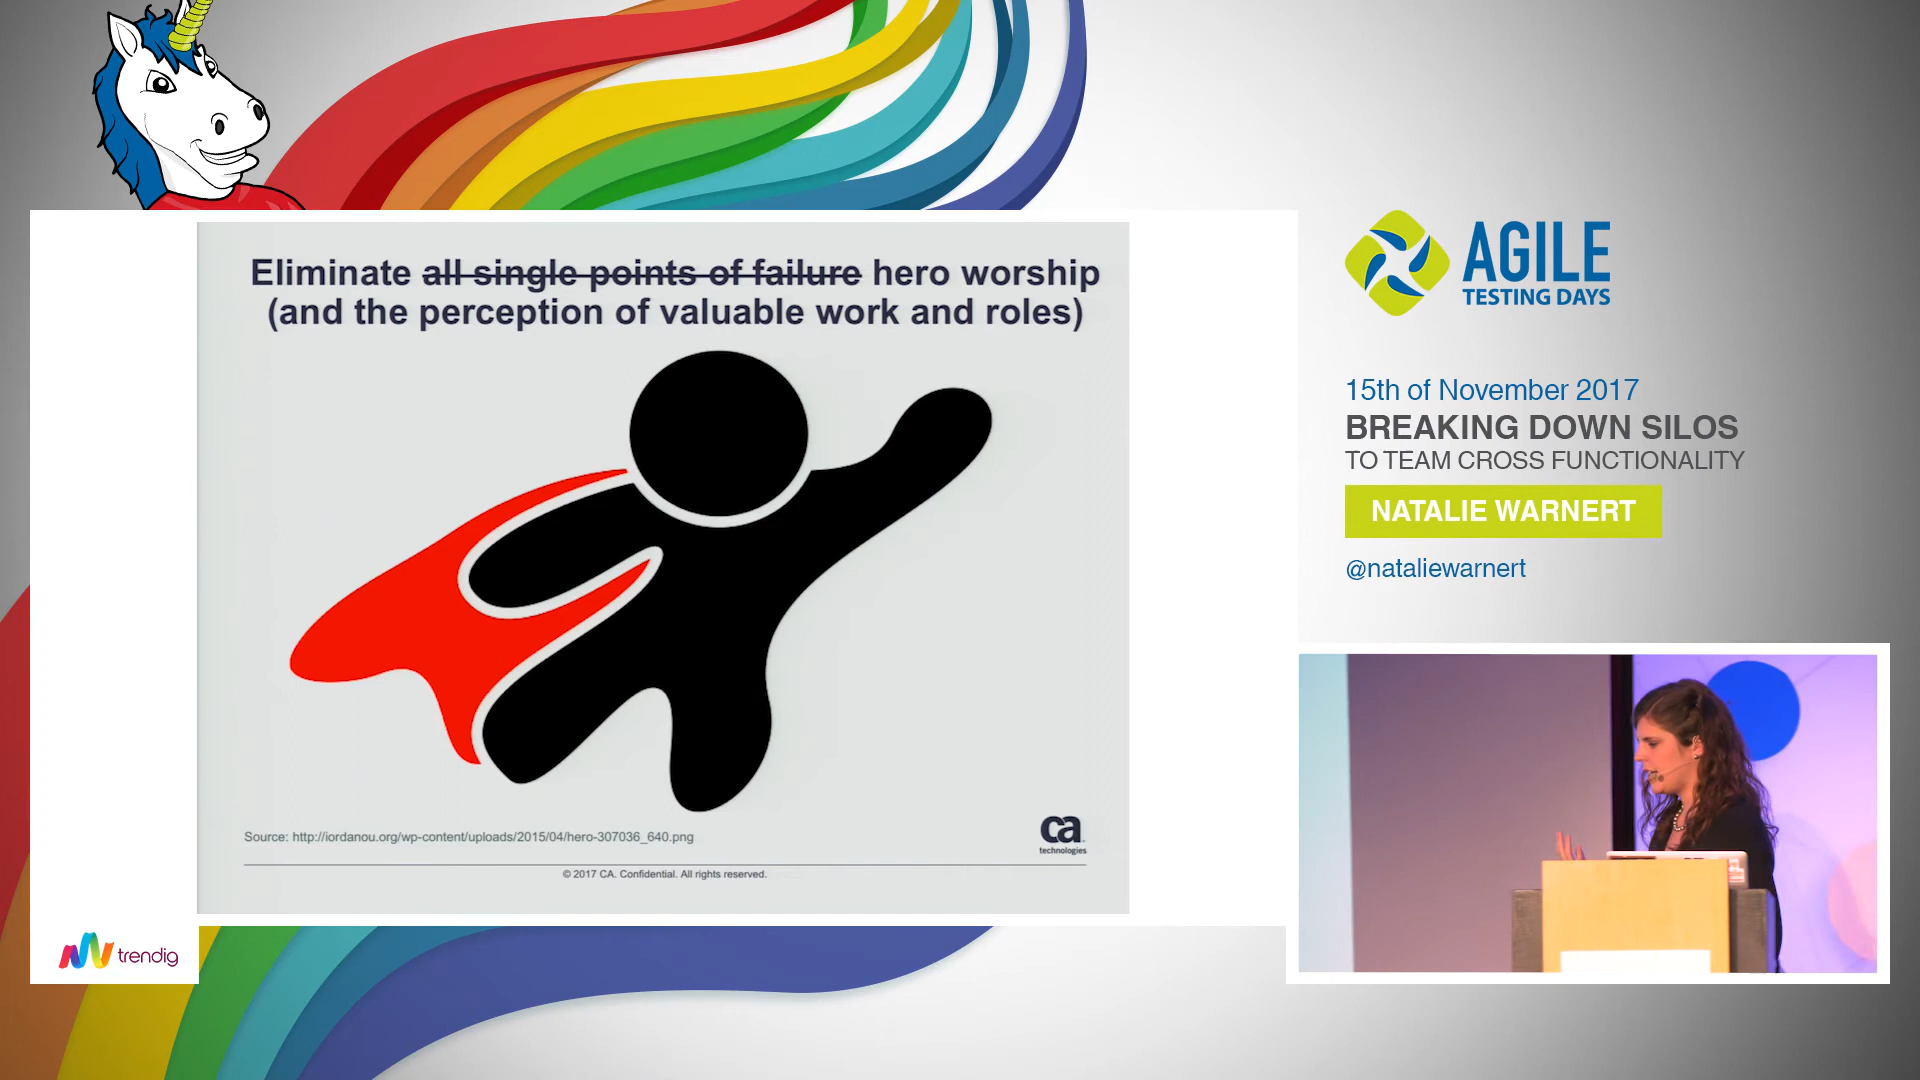 Eliminate all single points of failure hero worship
(and the perception of valuable work and roles)
Source: http://iordanou.org/wp-content/uploads/2015/04/hero-307036_640.png
ca
technologies
© 2017 CA. Confidential. All rights reserved.
trendig
AGILE
TESTING DAYS
15th of November 2017
BREAKING DOWN SILOS
TO TEAM CROSS FUNCTIONALITY
NATALIE WARNERT
@nataliewarnert